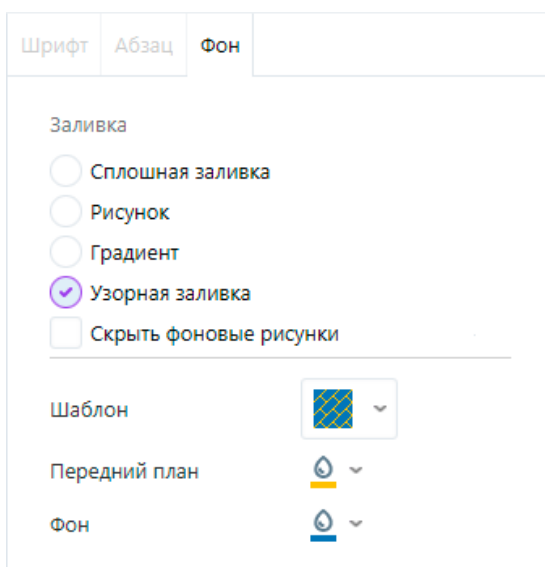 Шрифт Абзац Фон
Заливка
Сплошная заливка
Рисунок
Градиент
Узорная заливка
Скрыть фоновые рисунки
Шаблон
Передний план
Фон